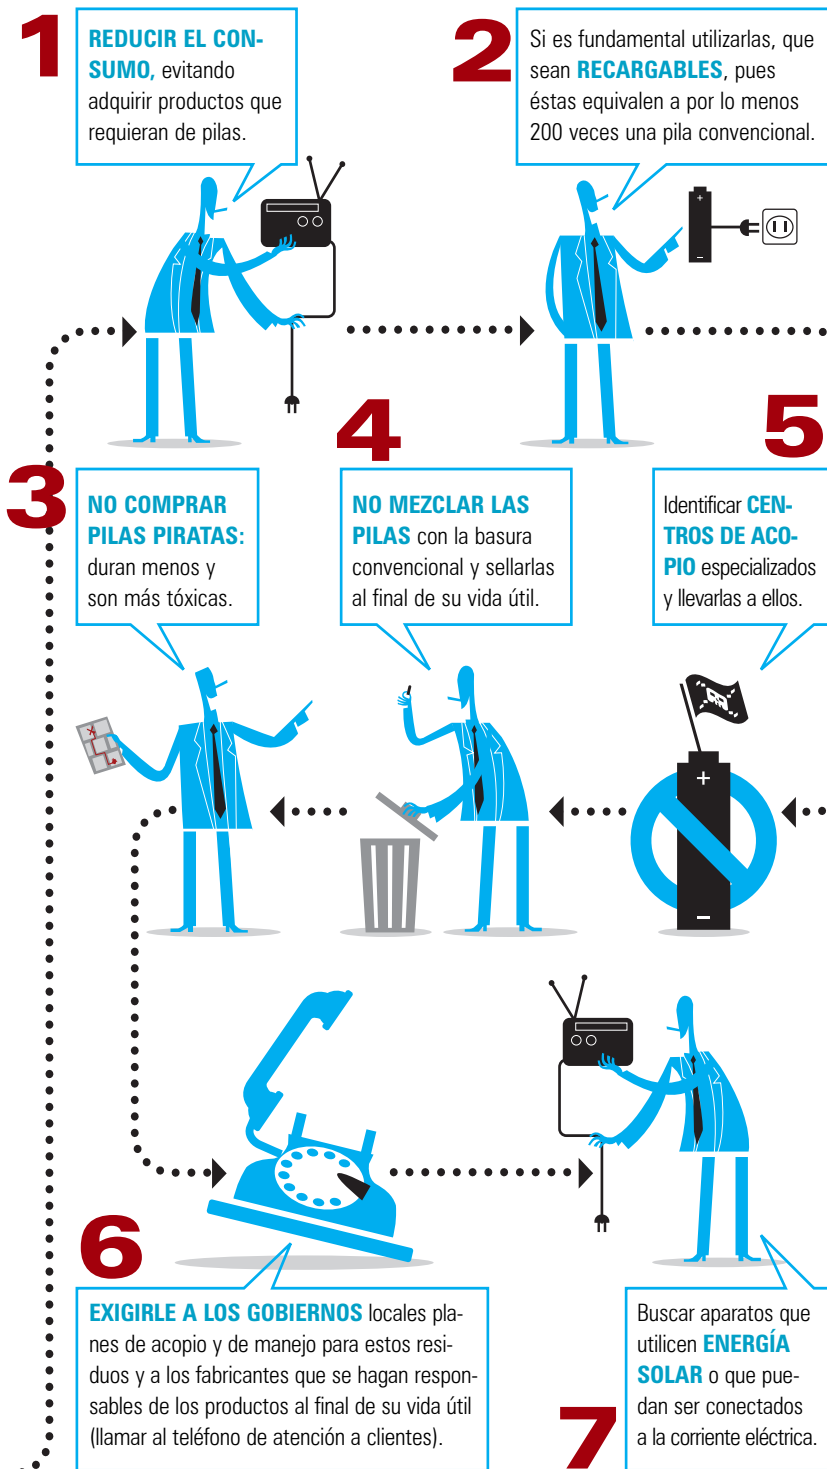 1
REDUCIR EL CON-
SUMO, evitando
adquirir productos que
requieran de pilas.
2
Si es fundamental utilizarlas, que
sean RECARGABLES, pues
éstas equivalen a por lo menos
200 veces una pila convencional.
+
–
3
NO COMPRAR
PILAS PIRATAS:
duran menos y
son más tóxicas.
4
NO MEZCLAR LAS
PILAS con la basura
convencional y sellarlas
al final de su vida útil.
5
Identificar CEN-
TROS DE ACO-
PIO especializados
y llevarlas a ellos.
+
–
6
EXIGIRLE A LOS GOBIERNOS locales pla-
nes de acopio y de manejo para estos resi-
duos y a los fabricantes que se hagan respon-
sables de los productos al final de su vida útil
(llamar al teléfono de atención a clientes).
7
Buscar aparatos que
utilicen ENERGÍA
SOLAR o que pue-
dan ser conectados
a la corriente eléctrica.